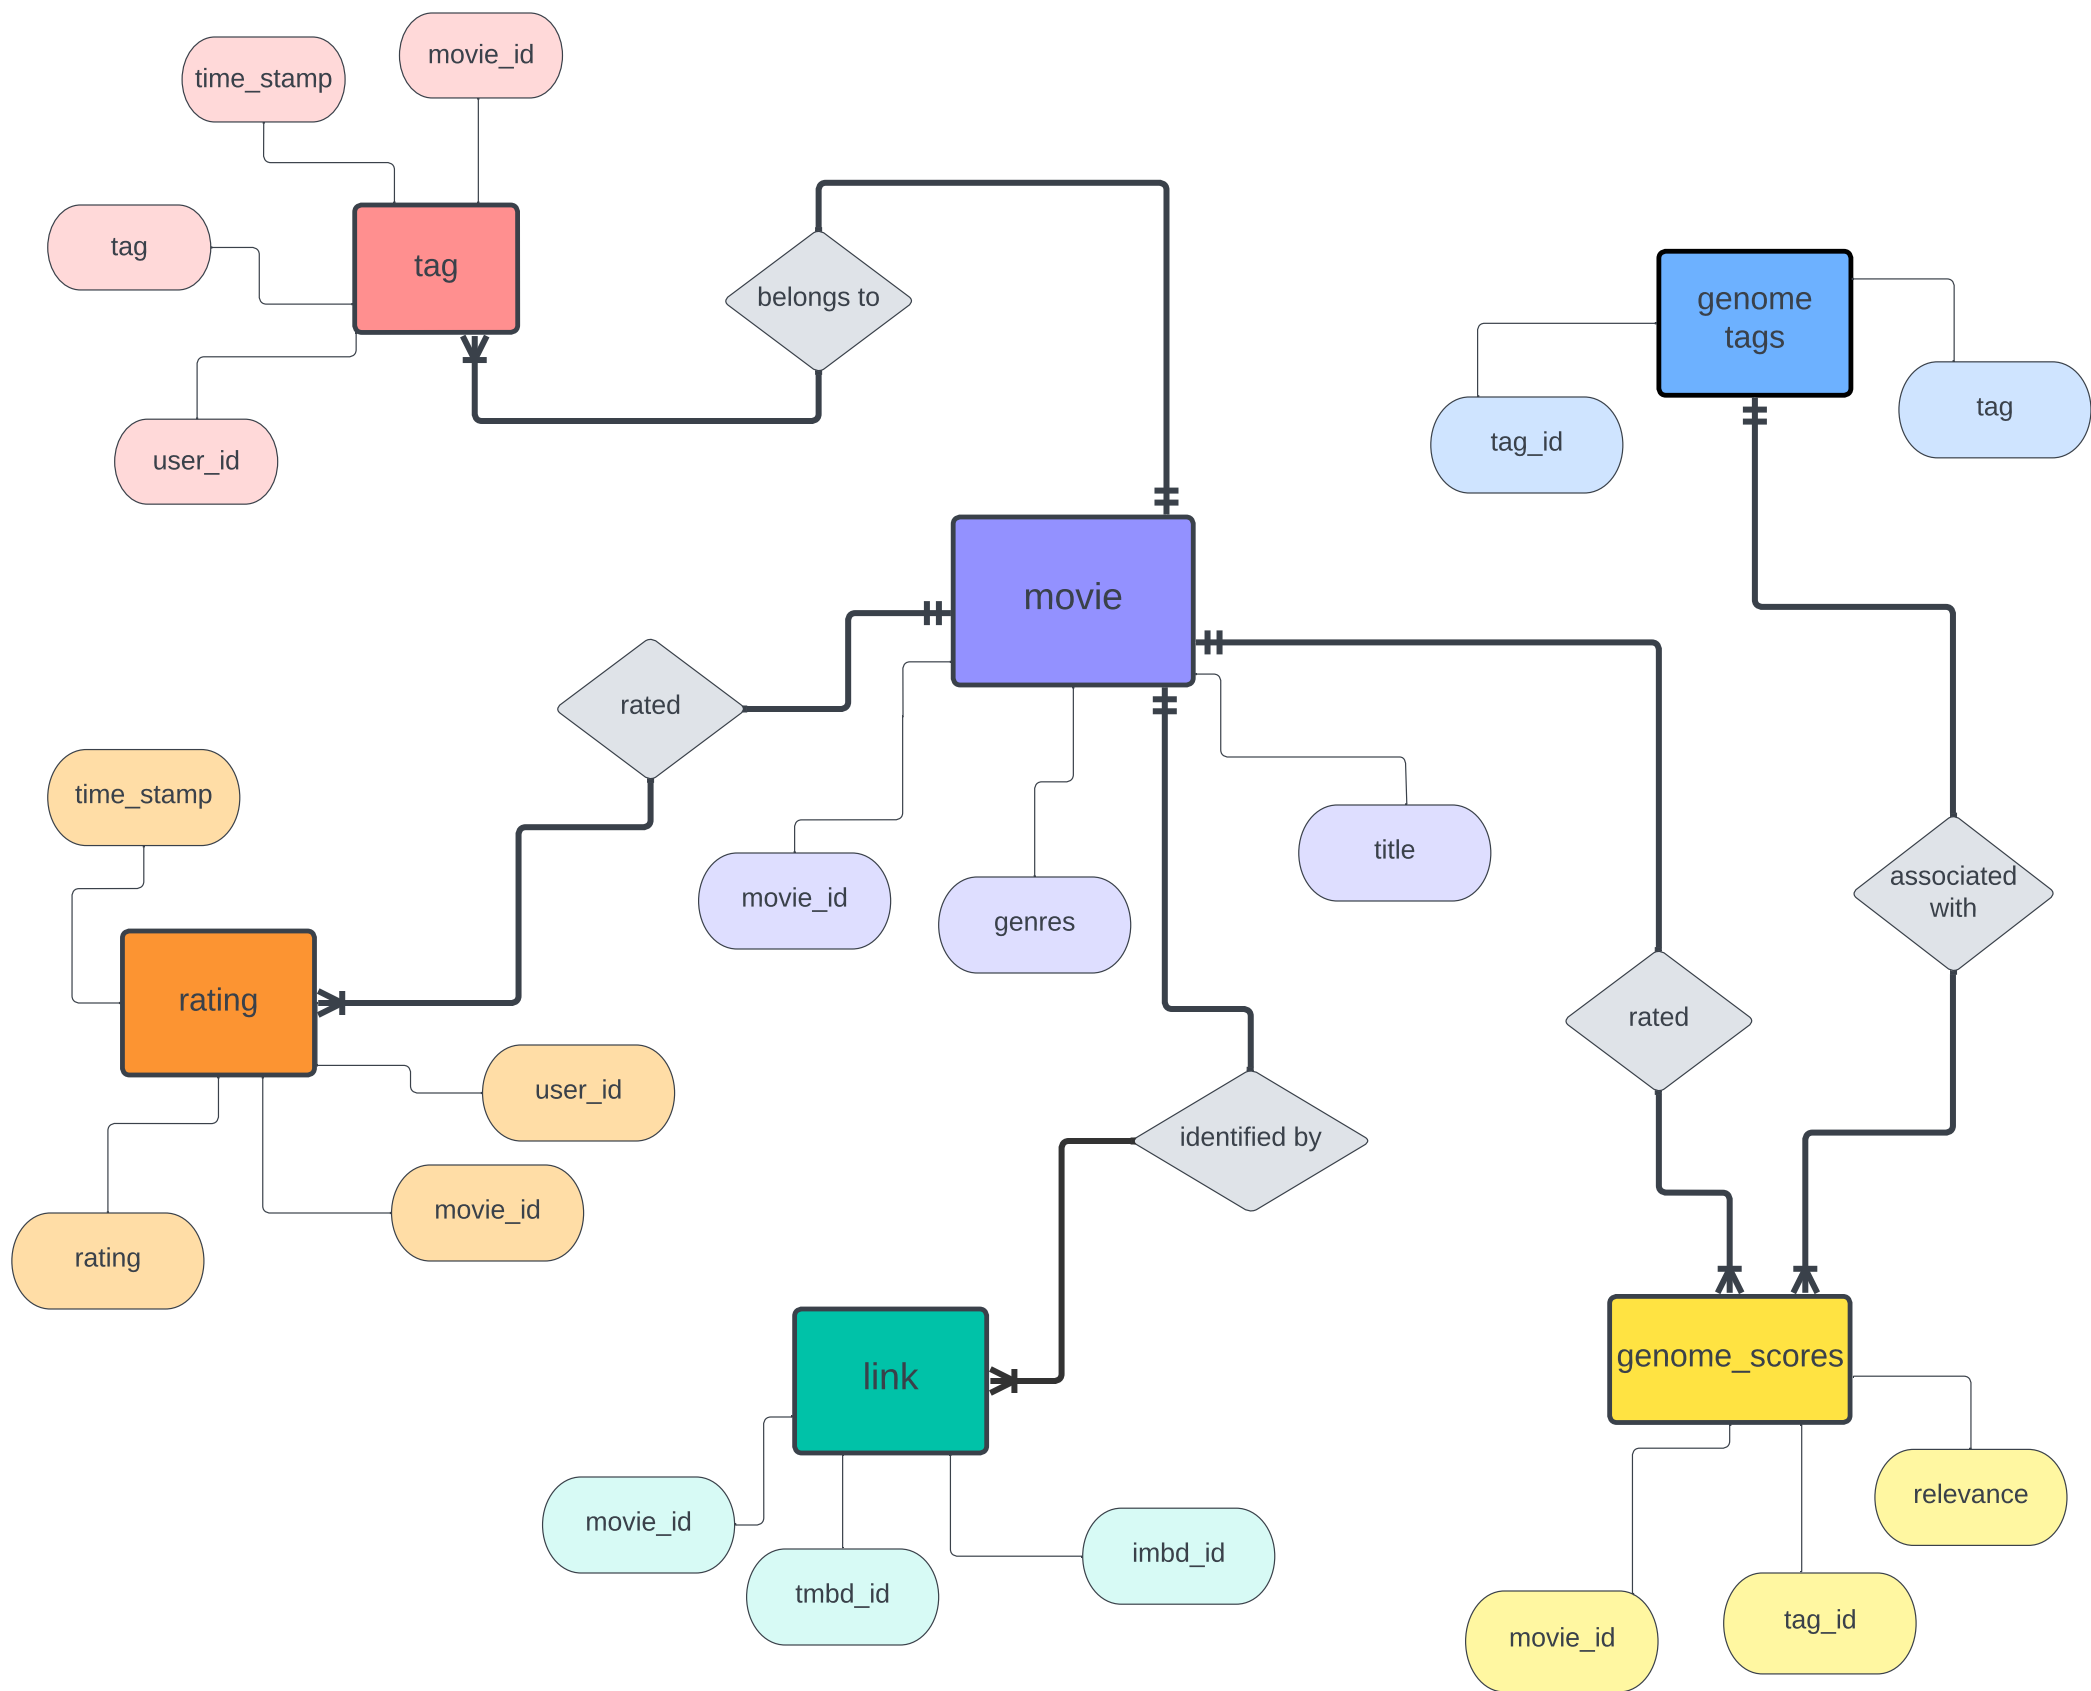 movie_id
time_stamp
tag
tag
belongs to
genome
tags
tag
tag_id
user_id
movie
rated
time_stamp
title
movie_id
genres
associated
with
rating
rated
user_id
identified by
movie_id
rating
link
genome_scores
relevance
movie_id
imbd_id
tmbd_id
tag_id
movie_id